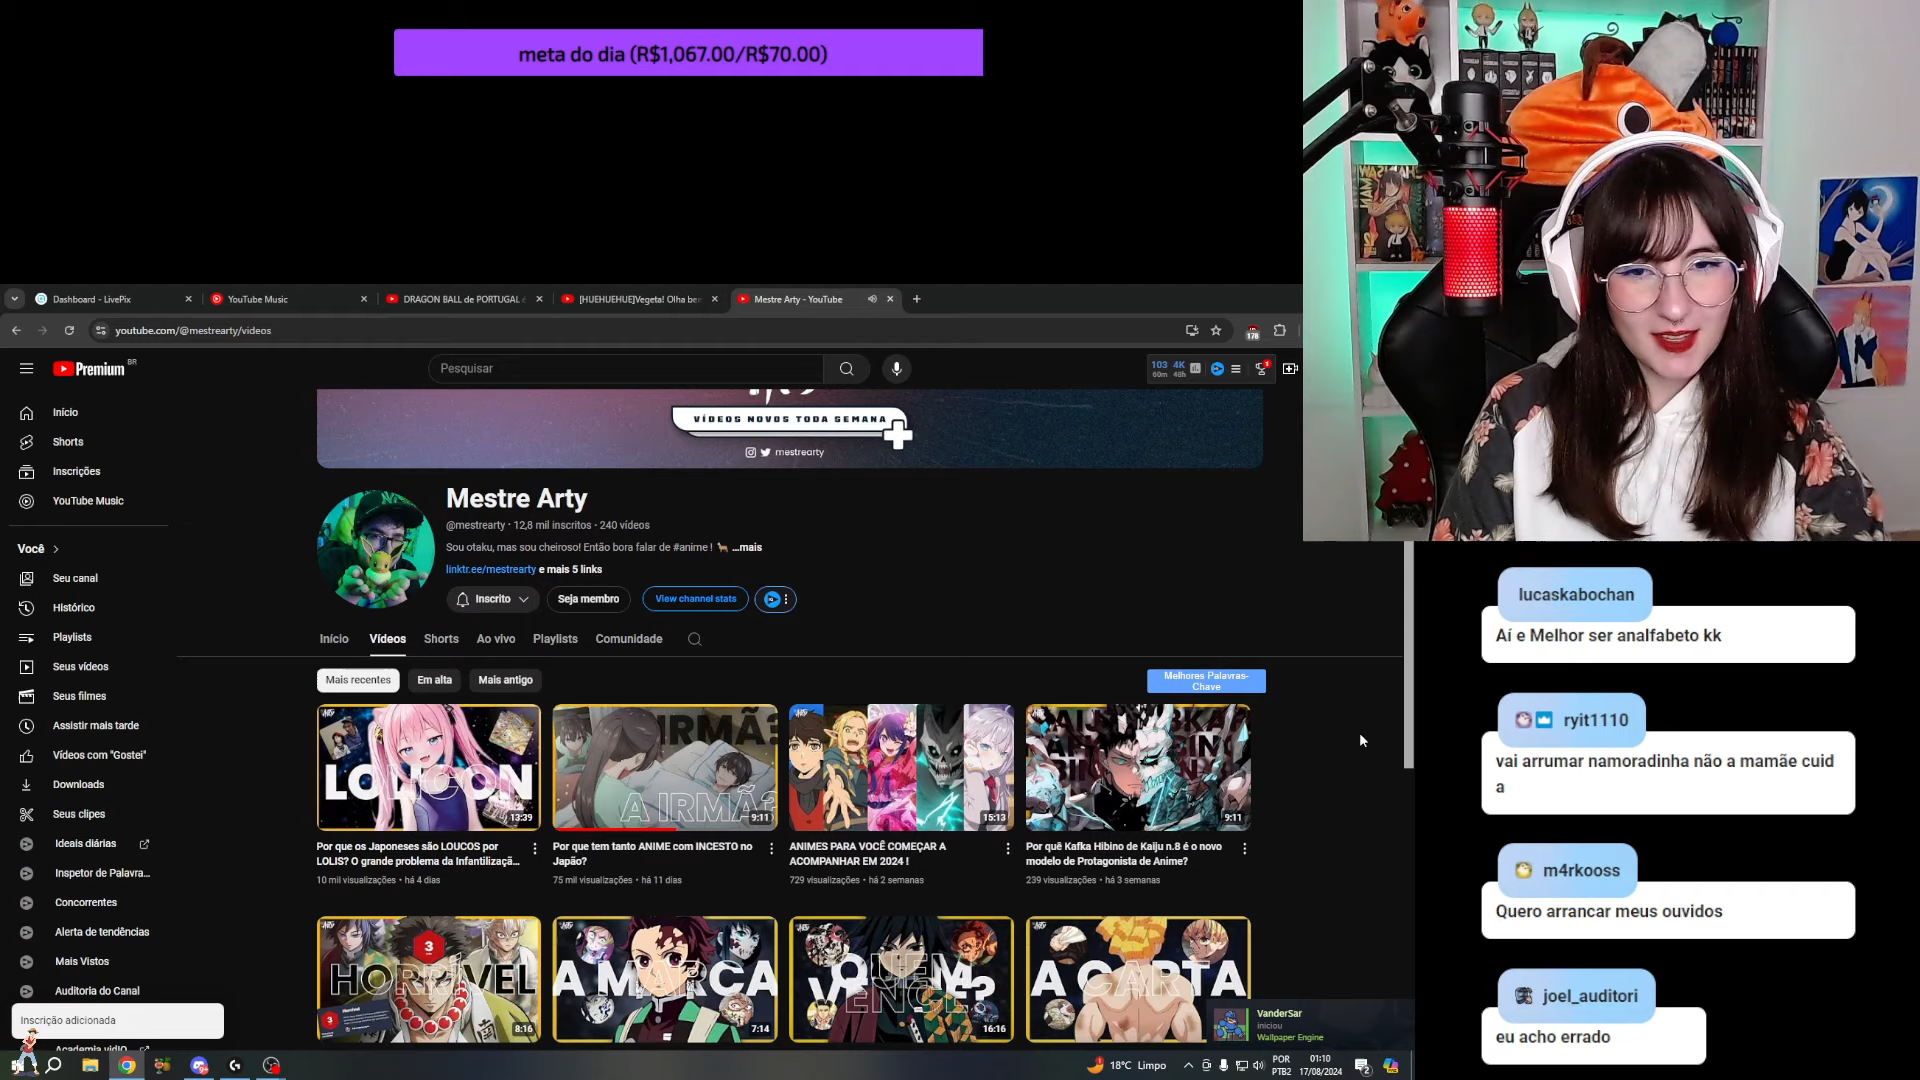 meta do dia (R$1,067.00/R$70.00)
Dashboard - LivePix
YouTube Music
DRAGON BALL de PORTUGAL
[HUEHUEHUE]Vegeta! Olha be
Mestre Arty - YouTube
youtube.com/@mestrearty/videos
178
Premium BR
Pesquisar
103 4K
60m 48h
1
Início
Shorts
Inscrições
YouTube Music
Você
Seu canal
Histórico
Playlists
Seus vídeos
Seus filmes
Assistir mais tarde
Vídeos com "Gostei"
Downloads
Seus clipes
Ideais diárias
Inspetor de Palavra...
Concorrentes
Alerta de tendências
Mais Vistos
Auditoria do Canal
Inscrição adicionada
VÍDEOS NOVOS TODA SEMANA
mestrearty
Mestre Arty
@mestrearty · 12,8 mil inscritos · 240 vídeos
Sou otaku, mas sou cheiroso! Então bora falar de #anime ! 🐕 ...mais
linktr.ee/mestrearty e mais 5 links
Inscrito
Seja membro
View channel stats
Início
Vídeos
Shorts
Ao vivo
Playlists
Comunidade
Mais recentes
Em alta
Mais antigo
Melhores Palavras-
Chave
LOLICON
13:39
A IRMÃ?
9:11
15:13
9:11
Por que os Japoneses são LOUCOS por
LOLIS? O grande problema da Infantilizaçã...
10 mil visualizações · há 4 dias
Por que tem tanto ANIME com INCESTO no
Japão?
75 mil visualizações · há 11 dias
ANIMES PARA VOCÊ COMEÇAR A
ACOMPANHAR EM 2024 !
729 visualizações · há 2 semanas
Por quê Kafka Hibino de Kaiju n.8 é o novo
modelo de Protagonista de Anime?
239 visualizações · há 3 semanas
3
HORRÍVEL
8:16
A MARCA
7:14
QUEM
VENCE?
16:16
A CARTA
VanderSar
iniciou
Wallpaper Engine
18°C Limpo
POR
PTB2
01:10
17/08/2024
2
lucaskabochan
Aí e Melhor ser analfabeto kk
ryit1110
vai arrumar namoradinha não a mamãe cuid
a
m4rkooss
Quero arrancar meus ouvidos
joel_auditori
eu acho errado